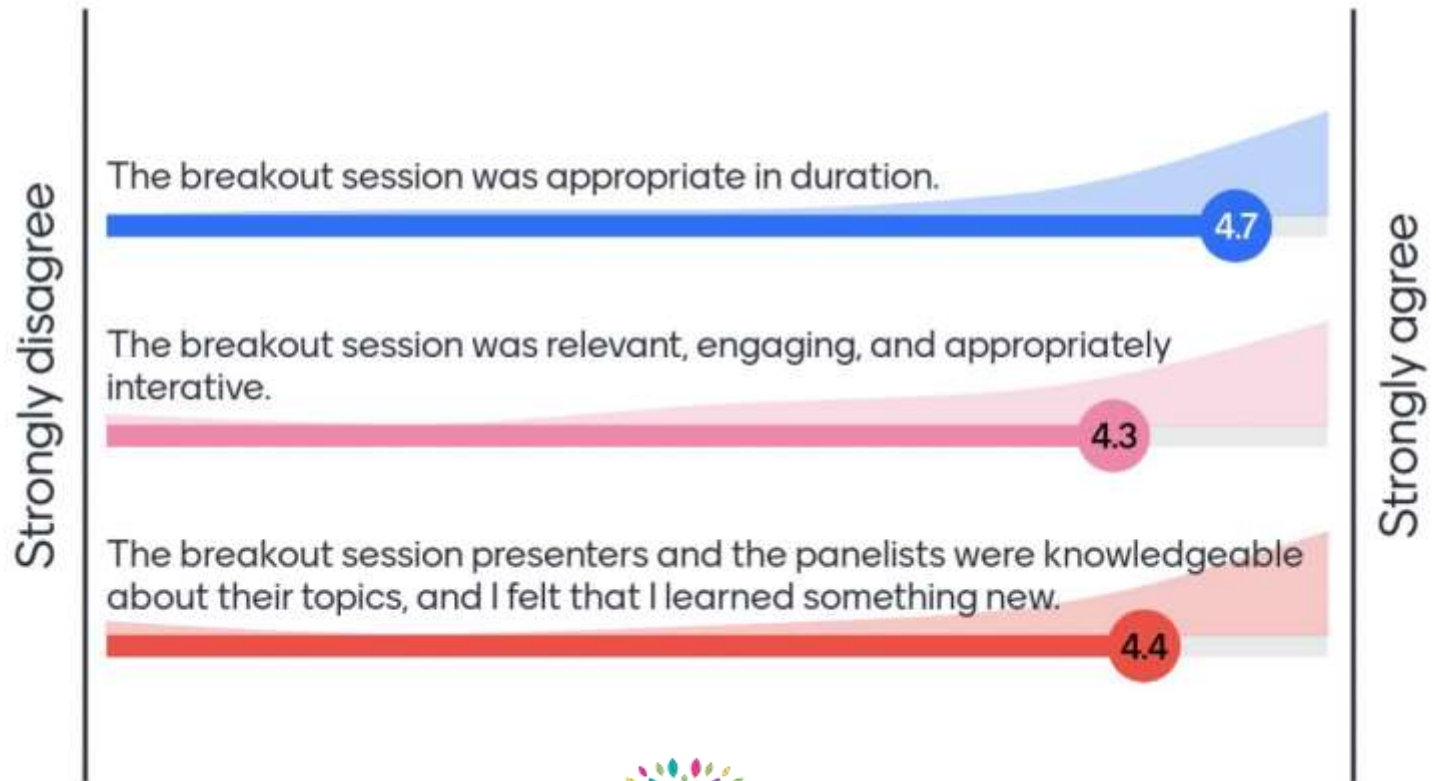 Strongly disagree
The breakout session was appropriate in duration.
4.7
The breakout session was relevant, engaging, and appropriately
interative.
4.3
The breakout session presenters and the panelists were knowledgeable
about their topics, and I felt that I learned something new.
4.4
Strongly agree